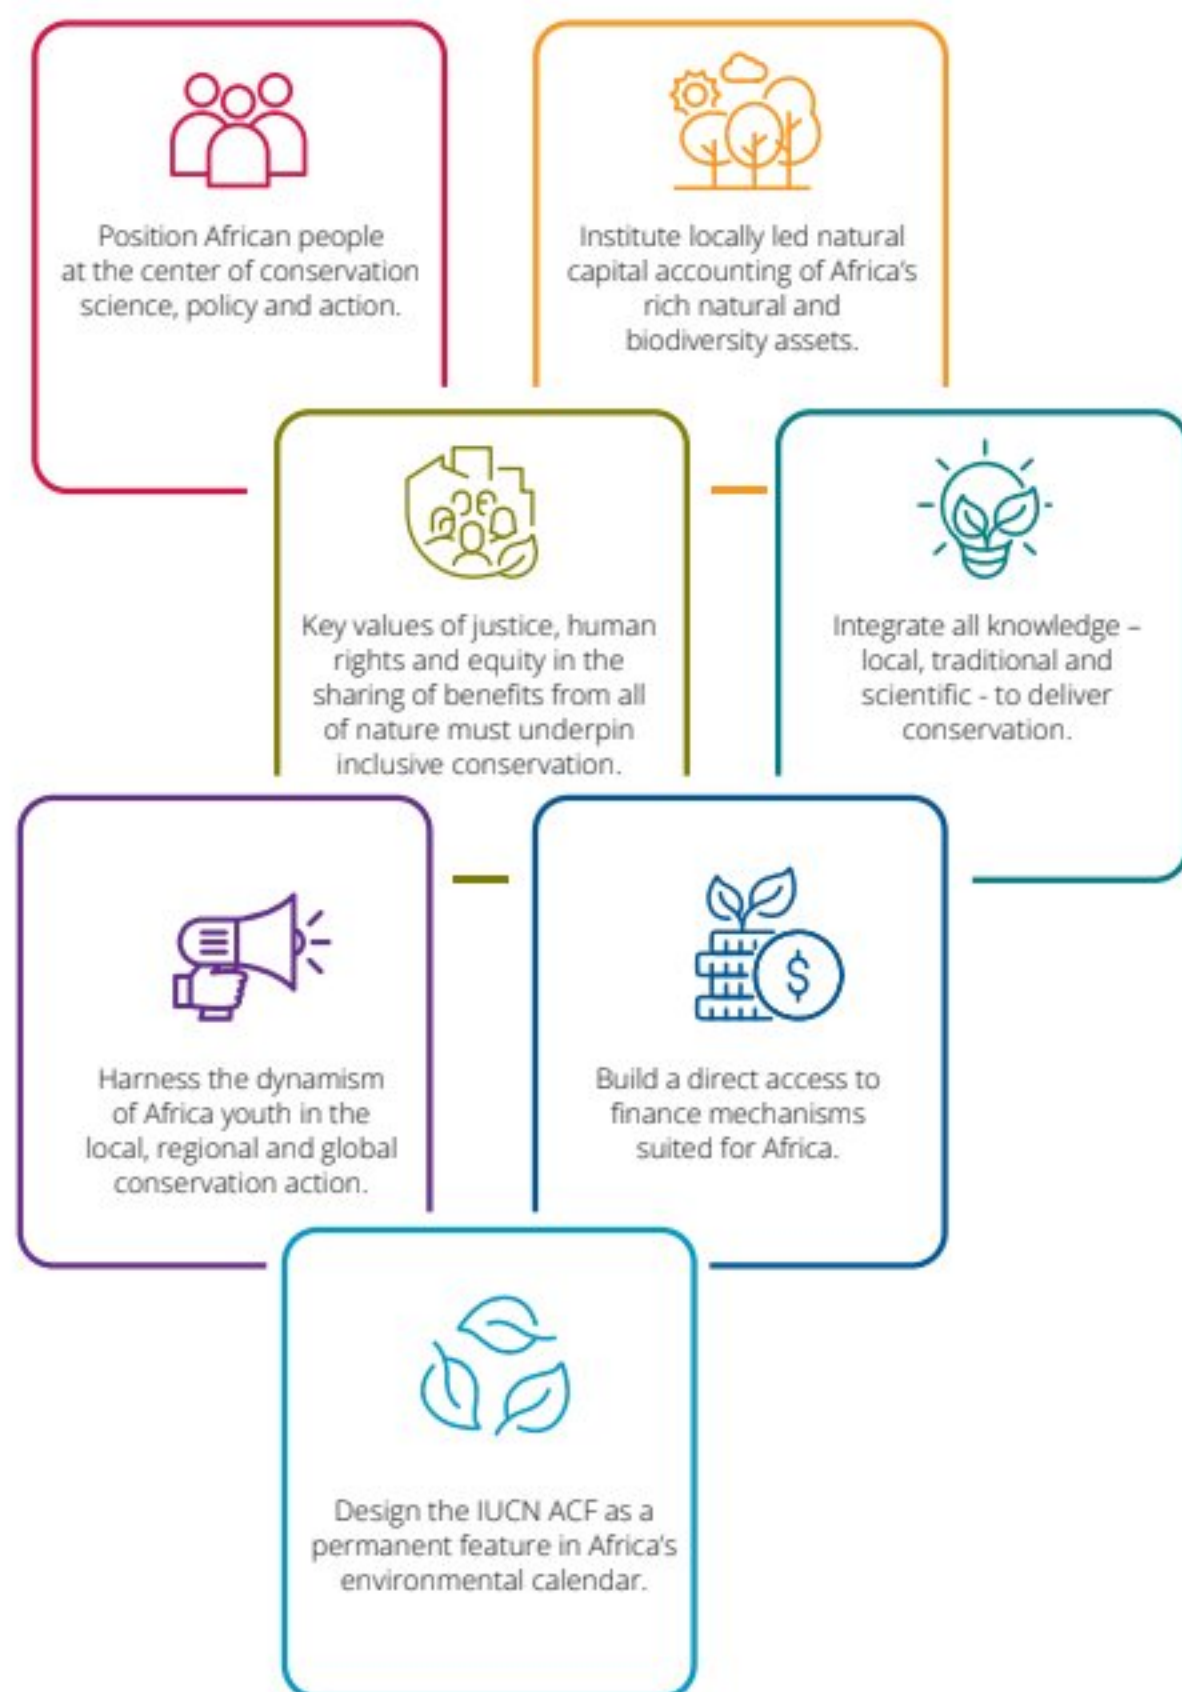 Position African people
at the center of conservation
science, policy and action.
Institute locally led natural
capital accounting of Africa's
rich natural and
biodiversity assets.
Key values of justice, human
rights and equity in the
sharing of benefits from all
of nature must underpin
inclusive conservation.
Integrate all knowledge –
local, traditional and
scientific - to deliver
conservation.
Harness the dynamism
of Africa youth in the
local, regional and global
conservation action.
Build a direct access to
finance mechanisms
suited for Africa.
Design the IUCN ACF as a
permanent feature in Africa's
environmental calendar.